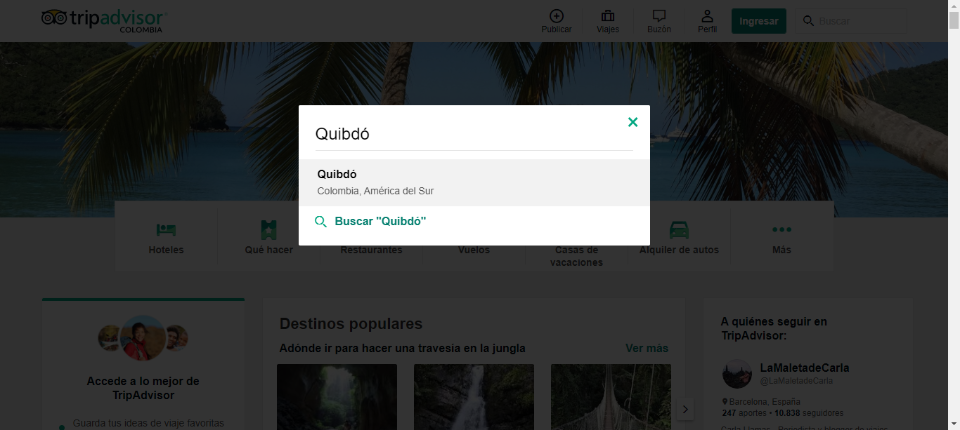 tripadvisor
COLOMBIA
Publicar
Viajes
Buzón
Perfil
Ingresar
Buscar
Quibdó
Quibdó
Colombia, América del Sur
Buscar "Quibdó"
Hoteles
Qué hacer
Restaurantes
Vuelos
Casas de vacaciones
Alquiler de autos
Más
Accede a lo mejor de
TripAdvisor
Guarda tus ideas de viaje favoritas
Destinos populares
Adónde ir para hacer una travesía en la jungla
Ver más
A quiénes seguir en
TripAdvisor:
LaMaletadeCarla
@LaMaletadeCarla
Barcelona, España
247 aportes • 10.838 seguidores